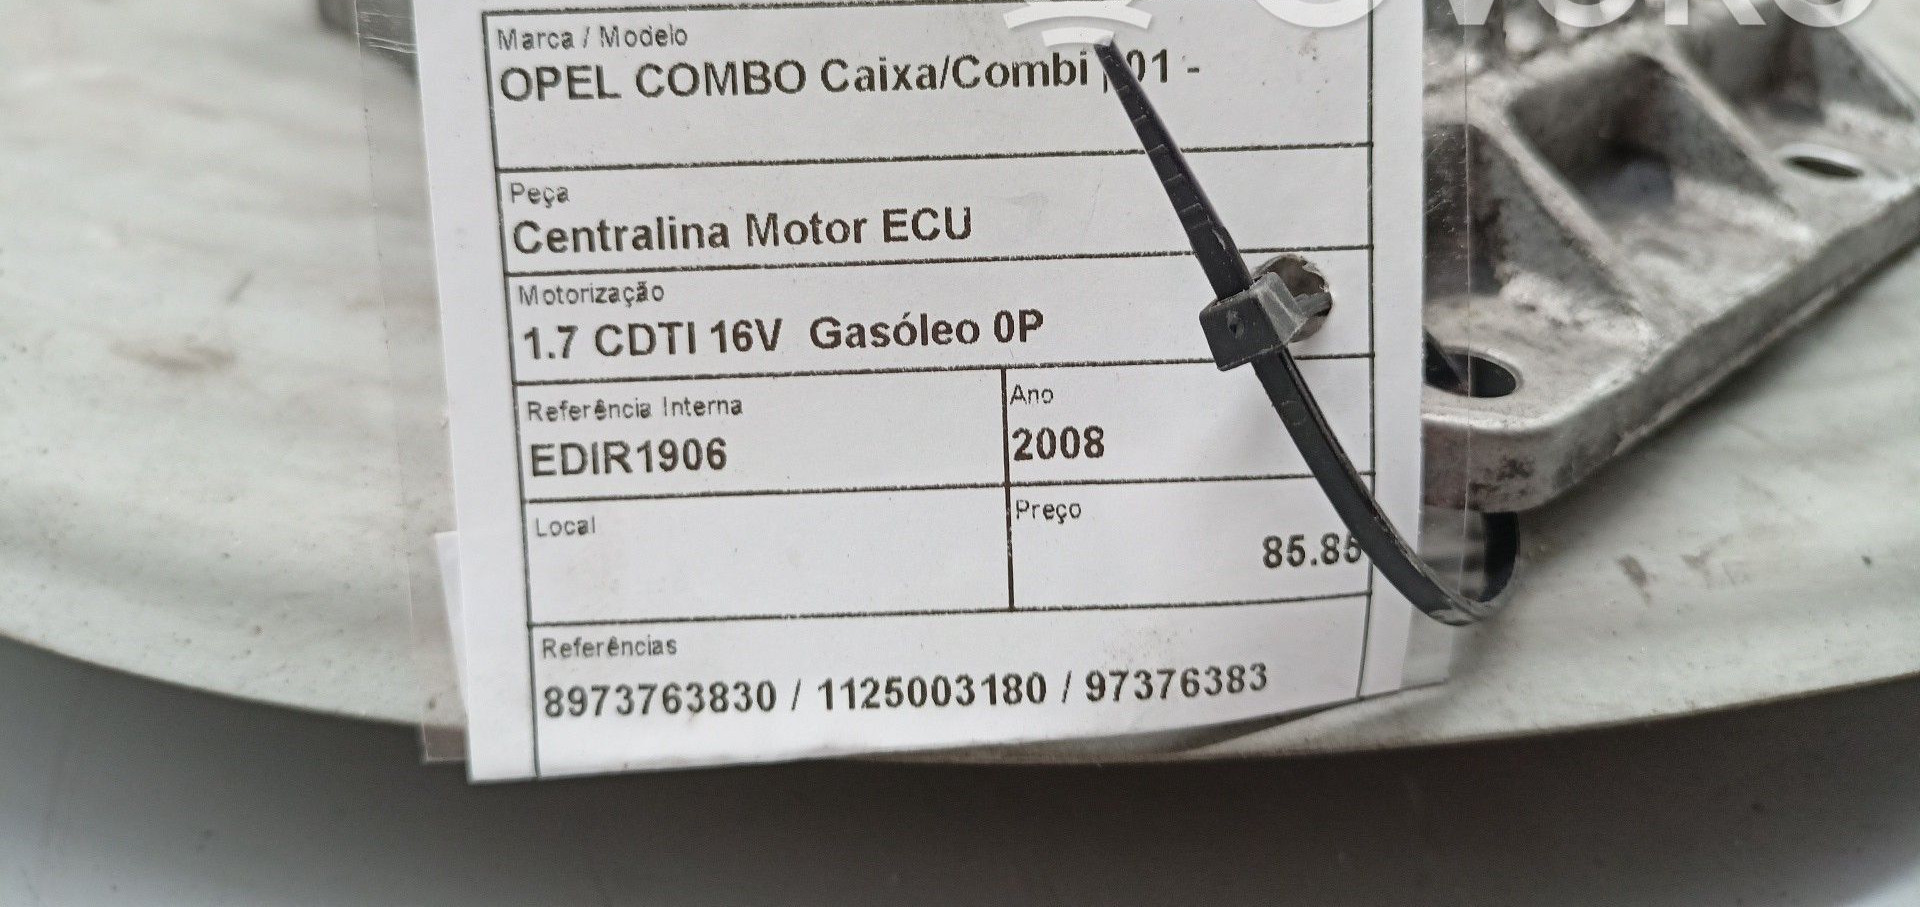 Marca / Modelo
OPEL COMBO Caixa/Combi | 01 -
Peça
Centralina Motor ECU
Motorização
1.7 CDTI 16V Gasóleo 0P
Referência Interna
EDIR1906
Ano
2008
Local
Preço
85.85
Referências
8973763830 / 1125003180 / 97376383